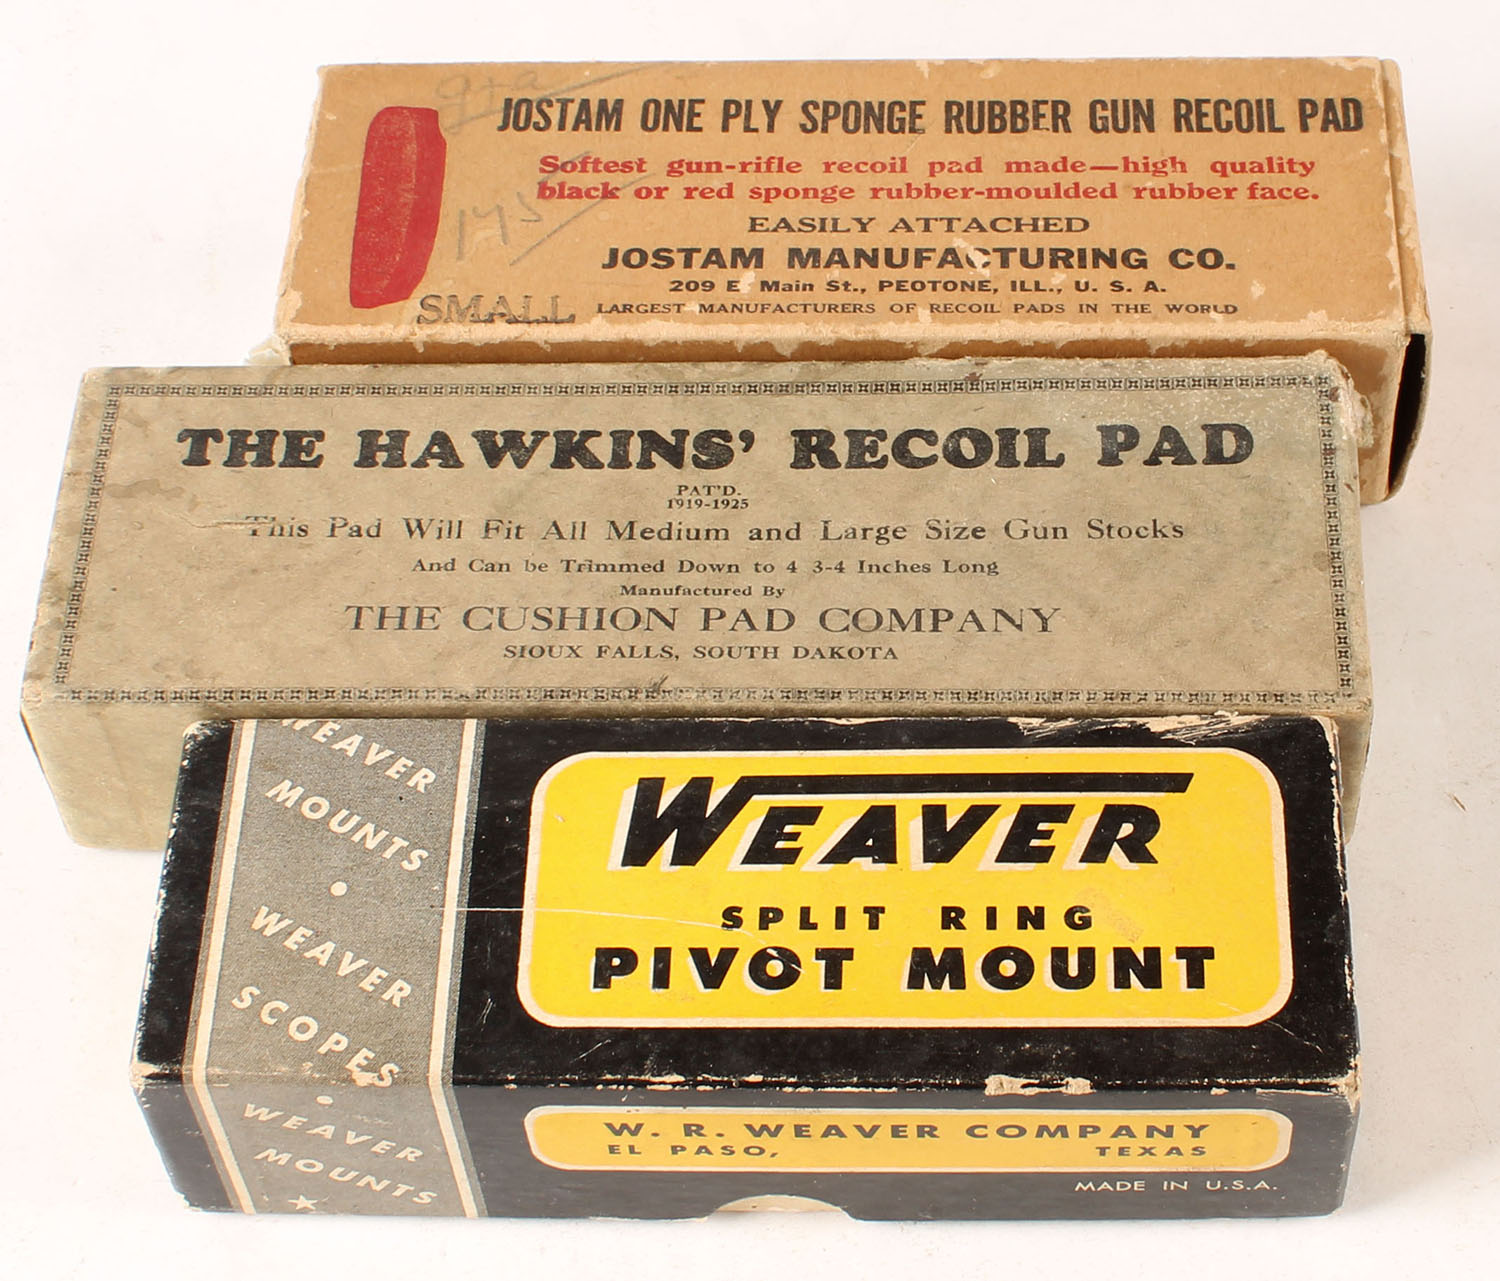 JOSTAM ONE PLY SPONGE RUBBER GUN RECOIL PAD
Softest gun-rifle recoil pad made—high quality
black or red sponge rubber-moulded rubber face.
EASILY ATTACHED
JOSTAM MANUFACTURING CO.
209 E Main St., PEOTONE, ILL., U. S. A.
SMALL
LARGEST MANUFACTURERS OF RECOIL PADS IN THE WORLD
THE HAWKINS' RECOIL PAD
PAT'D.
1919-1925
This Pad Will Fit All Medium and Large Size Gun Stocks
And Can be Trimmed Down to 4 3-4 Inches Long
Manufactured By
THE CUSHION PAD COMPANY
SIOUX FALLS, SOUTH DAKOTA
WEAVER
MOUNTS
•
WEAVER
SCOPES
•
WEAVER
MOUNTS
WEAVER
SPLIT RING
PIVOT MOUNT
W. R. WEAVER COMPANY
EL PASO, TEXAS
MADE IN U.S.A.